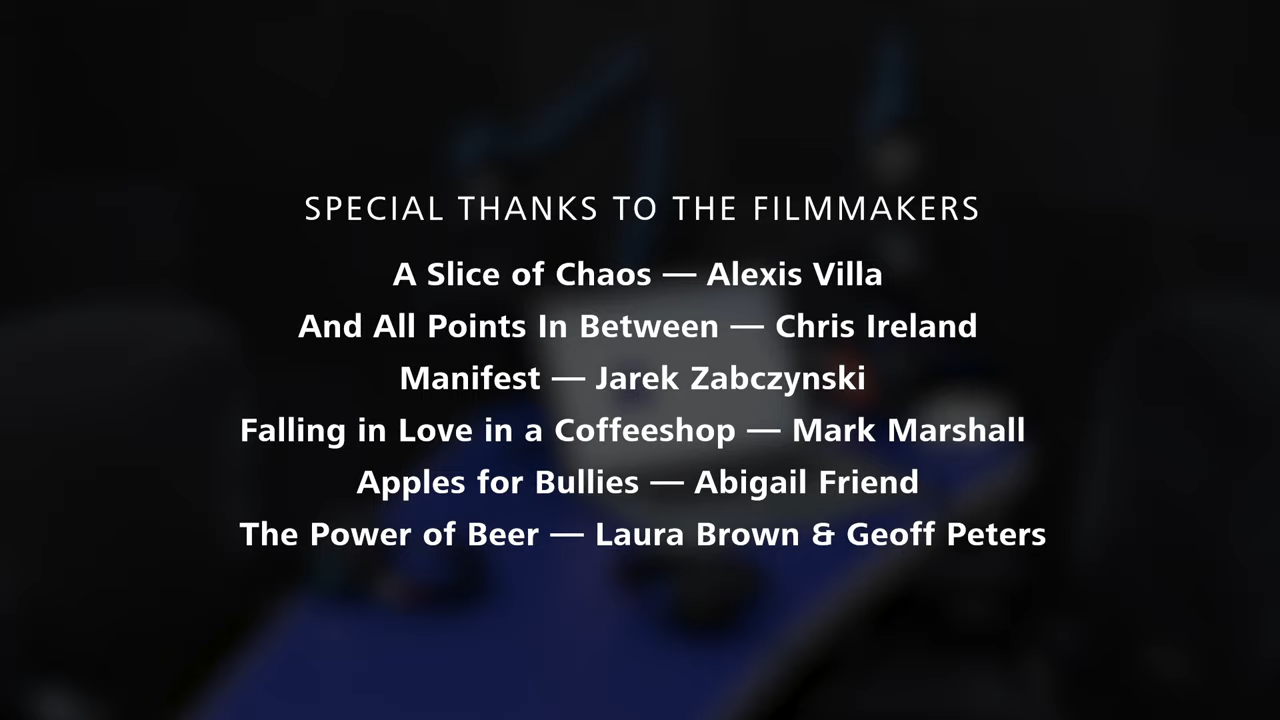 SPECIAL THANKS TO THE FILMMAKERS
A Slice of Chaos — Alexis Villa
And All Points In Between — Chris Ireland
Manifest — Jarek Zabczynski
Falling in Love in a Coffeeshop — Mark Marshall
Apples for Bullies — Abigail Friend
The Power of Beer — Laura Brown & Geoff Peters